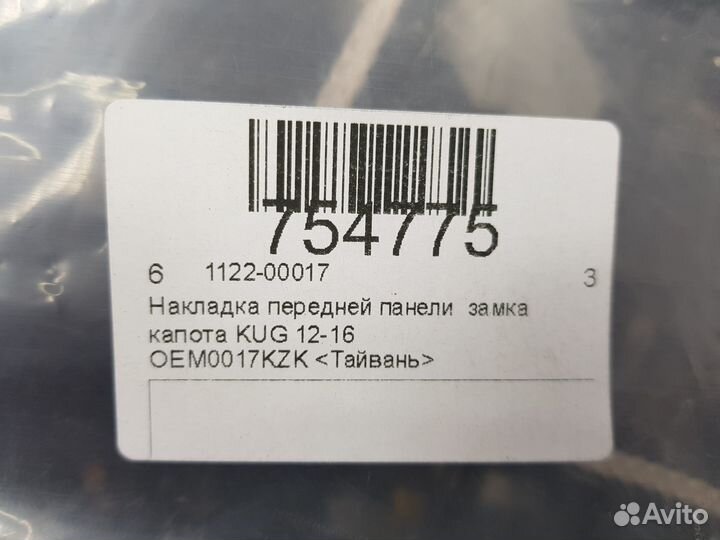 754775
6 1122-00017 3
Накладка передней панели замка
капота KUG 12-16
OEM0017KZK <Тайвань>
Avito